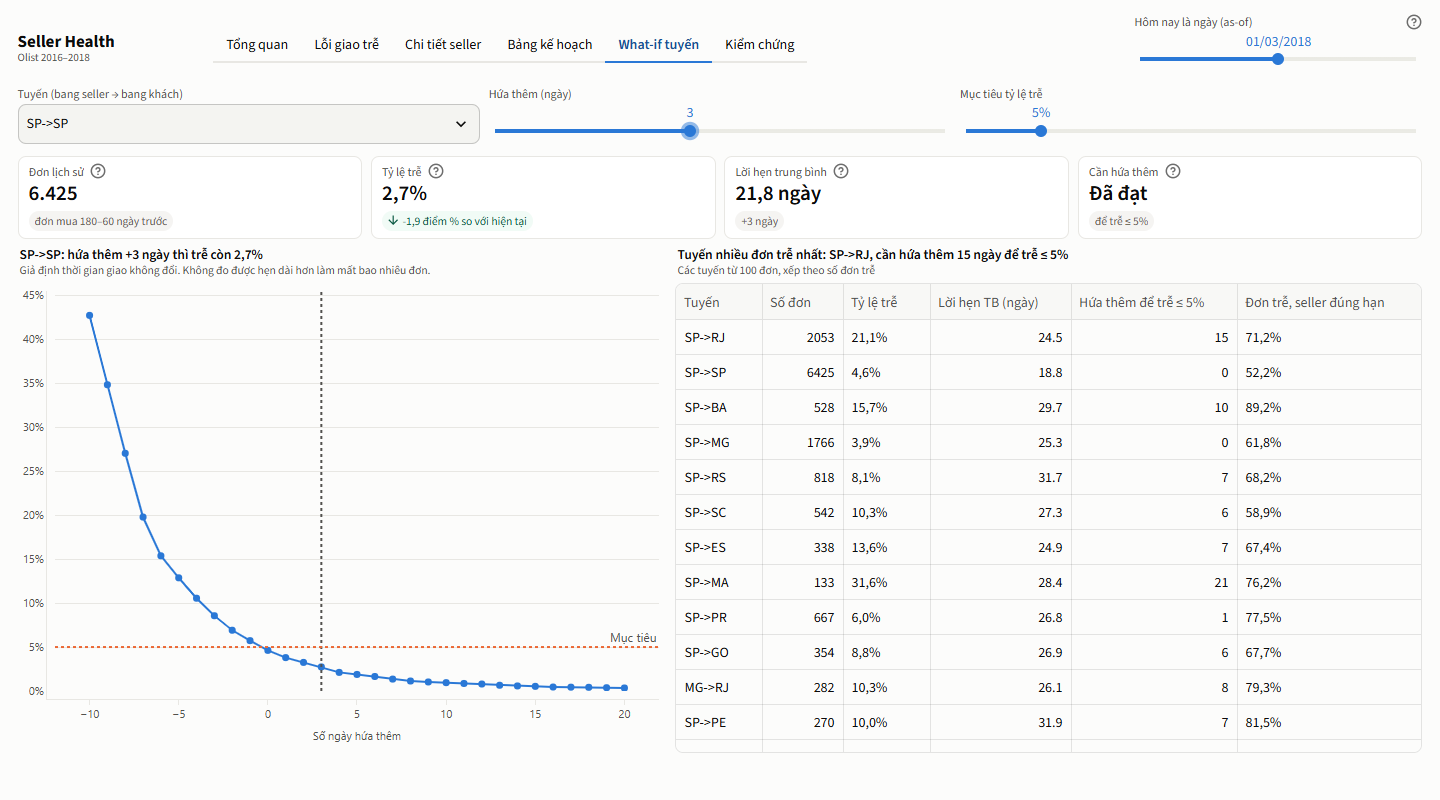 Seller Health
Olist 2016–2018
Tổng quan Lỗi giao trễ Chi tiết seller Bảng kế hoạch What-if tuyến Kiểm chứng
Hôm nay là ngày (as-of)
01/03/2018
Tuyến (bang seller → bang khách)
SP->SP
Hứa thêm (ngày)
3
Mục tiêu tỷ lệ trễ
5%
Đơn lịch sử
6.425
đơn mua 180–60 ngày trước
Tỷ lệ trễ
2,7%
-1,9 điểm % so với hiện tại
Lời hẹn trung bình
21,8 ngày
+3 ngày
Cần hứa thêm
Đã đạt
để trễ ≤ 5%
SP->SP: hứa thêm +3 ngày thì trễ còn 2,7%
Giả định thời gian giao không đổi. Không đo được hẹn dài hơn làm mất bao nhiêu đơn.
45%
40%
35%
30%
25%
20%
15%
10%
5%
0%
Mục tiêu
−10 −5 0 5 10 15 20
Số ngày hứa thêm
Tuyến nhiều đơn trễ nhất: SP->RJ, cần hứa thêm 15 ngày để trễ ≤ 5%
Các tuyến từ 100 đơn, xếp theo số đơn trễ
Tuyến Số đơn Tỷ lệ trễ Lời hẹn TB (ngày) Hứa thêm để trễ ≤ 5% Đơn trễ, seller đúng hạn
SP->RJ 2053 21,1% 24.5 15 71,2%
SP->SP 6425 4,6% 18.8 0 52,2%
SP->BA 528 15,7% 29.7 10 89,2%
SP->MG 1766 3,9% 25.3 0 61,8%
SP->RS 818 8,1% 31.7 7 68,2%
SP->SC 542 10,3% 27.3 6 58,9%
SP->ES 338 13,6% 24.9 7 67,4%
SP->MA 133 31,6% 28.4 21 76,2%
SP->PR 667 6,0% 26.8 1 77,5%
SP->GO 354 8,8% 26.9 6 67,7%
MG->RJ 282 10,3% 26.1 8 79,3%
SP->PE 270 10,0% 31.9 7 81,5%